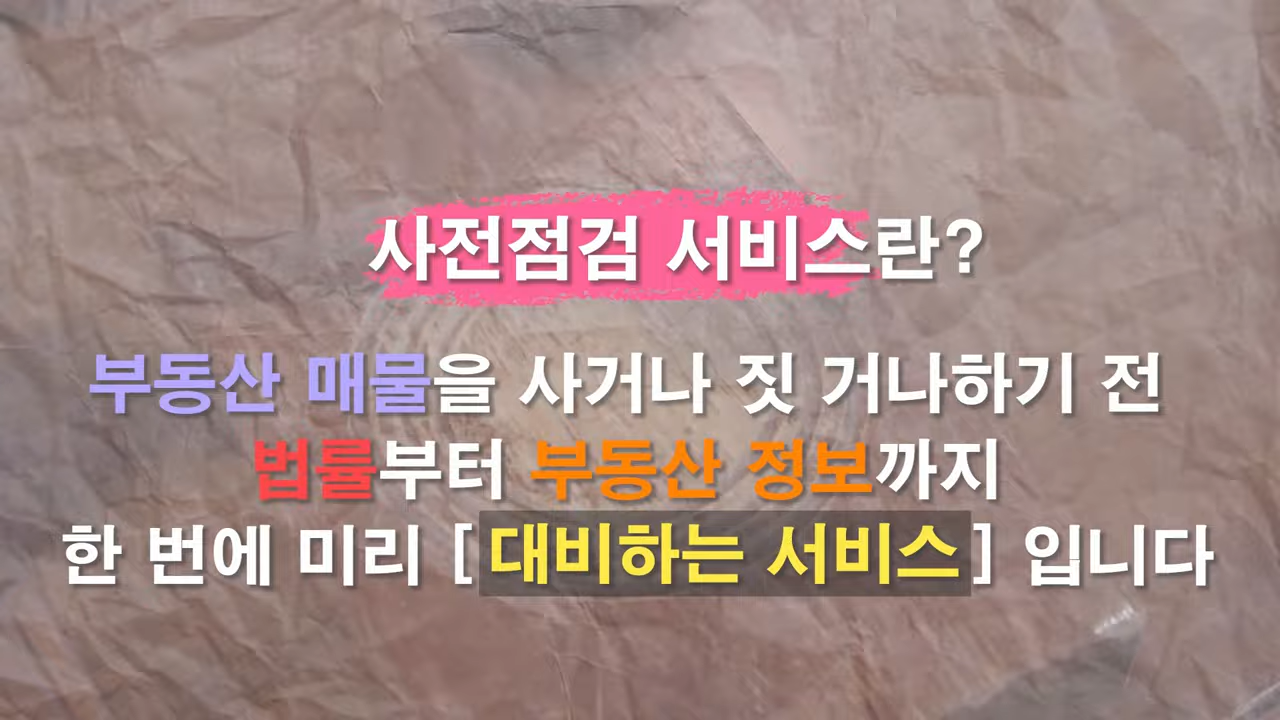 사전점검 서비스란?
부동산 매물을 사거나 짓 거나하기 전
법률부터 부동산 정보까지
한 번에 미리 [대비하는 서비스] 입니다